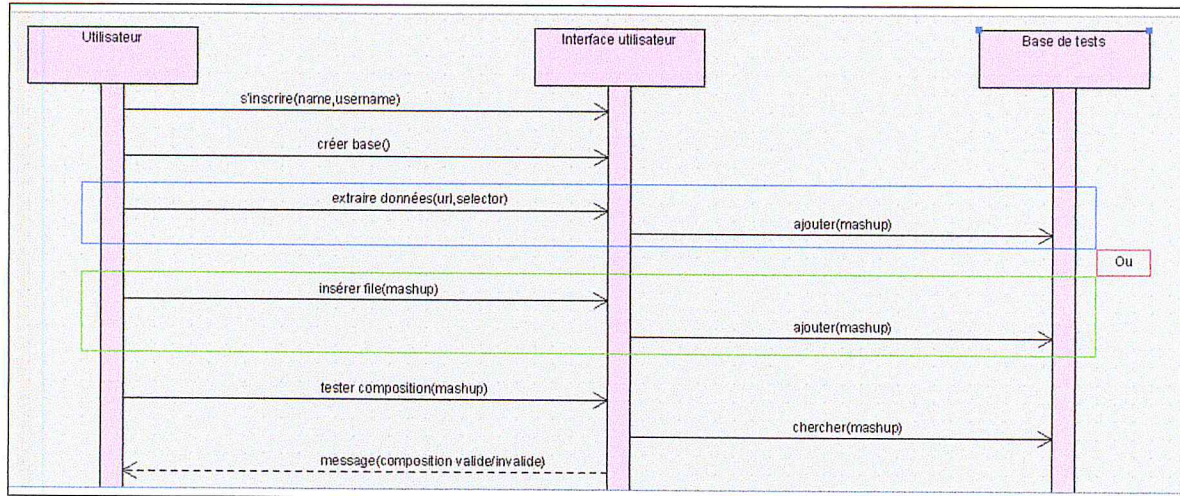 Utilisateur
Interface utilisateur
Base de tests
s'inscrire(name,username)
créer base()
extraire données(url,selector)
ajouter(mashup)
Ou
insérer file(mashup)
ajouter(mashup)
tester composition(mashup)
chercher(mashup)
message(composition valide/invalide)